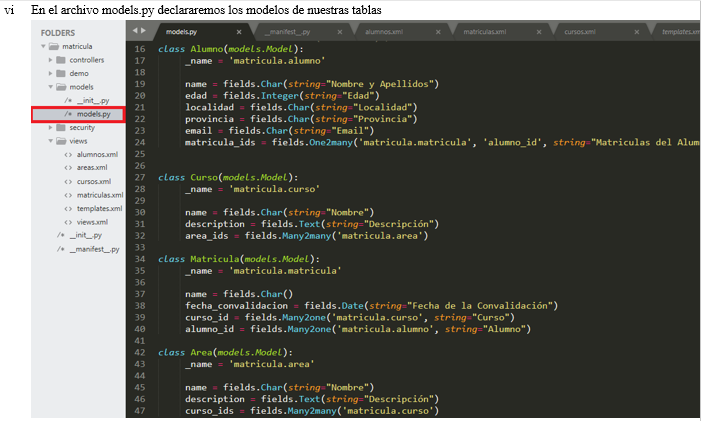 vi En el archivo models.py declararemos los modelos de nuestras tablas
FOLDERS
matricula
controllers
demo
models
/* __init__.py
/* models.py
security
views
<> alumnos.xml
<> areas.xml
<> cursos.xml
<> matriculas.xml
<> templates.xml
<> views.xml
/* __init__.py
/* __manifest__.py
models.py × __manifest__.py × alumnos.xml × matriculas.xml × cursos.xml × templates.xml
16 class Alumno(models.Model):
17 _name = 'matricula.alumno'
18
19 name = fields.Char(string="Nombre y Apellidos")
20 edad = fields.Integer(string="Edad")
21 localidad = fields.Char(string="Localidad")
22 provincia = fields.Char(string="Provincia")
23 email = fields.Char(string="Email")
24 matricula_ids = fields.One2many('matricula.matricula', 'alumno_id', string="Matriculas del Alum
25
26
27 class Curso(models.Model):
28 _name = 'matricula.curso'
29
30 name = fields.Char(string="Nombre")
31 description = fields.Text(string="Descripción")
32 area_ids = fields.Many2many('matricula.area')
33
34 class Matricula(models.Model):
35 _name = 'matricula.matricula'
36
37 name = fields.Char()
38 fecha_convalidacion = fields.Date(string="Fecha de la Convalidación")
39 curso_id = fields.Many2one('matricula.curso', string="Curso")
40 alumno_id = fields.Many2one('matricula.alumno', string="Alumno")
41
42 class Area(models.Model):
43 _name = 'matricula.area'
44
45 name = fields.Char(string="Nombre")
46 description = fields.Text(string="Descripción")
47 curso_ids = fields.Many2many('matricula.curso')